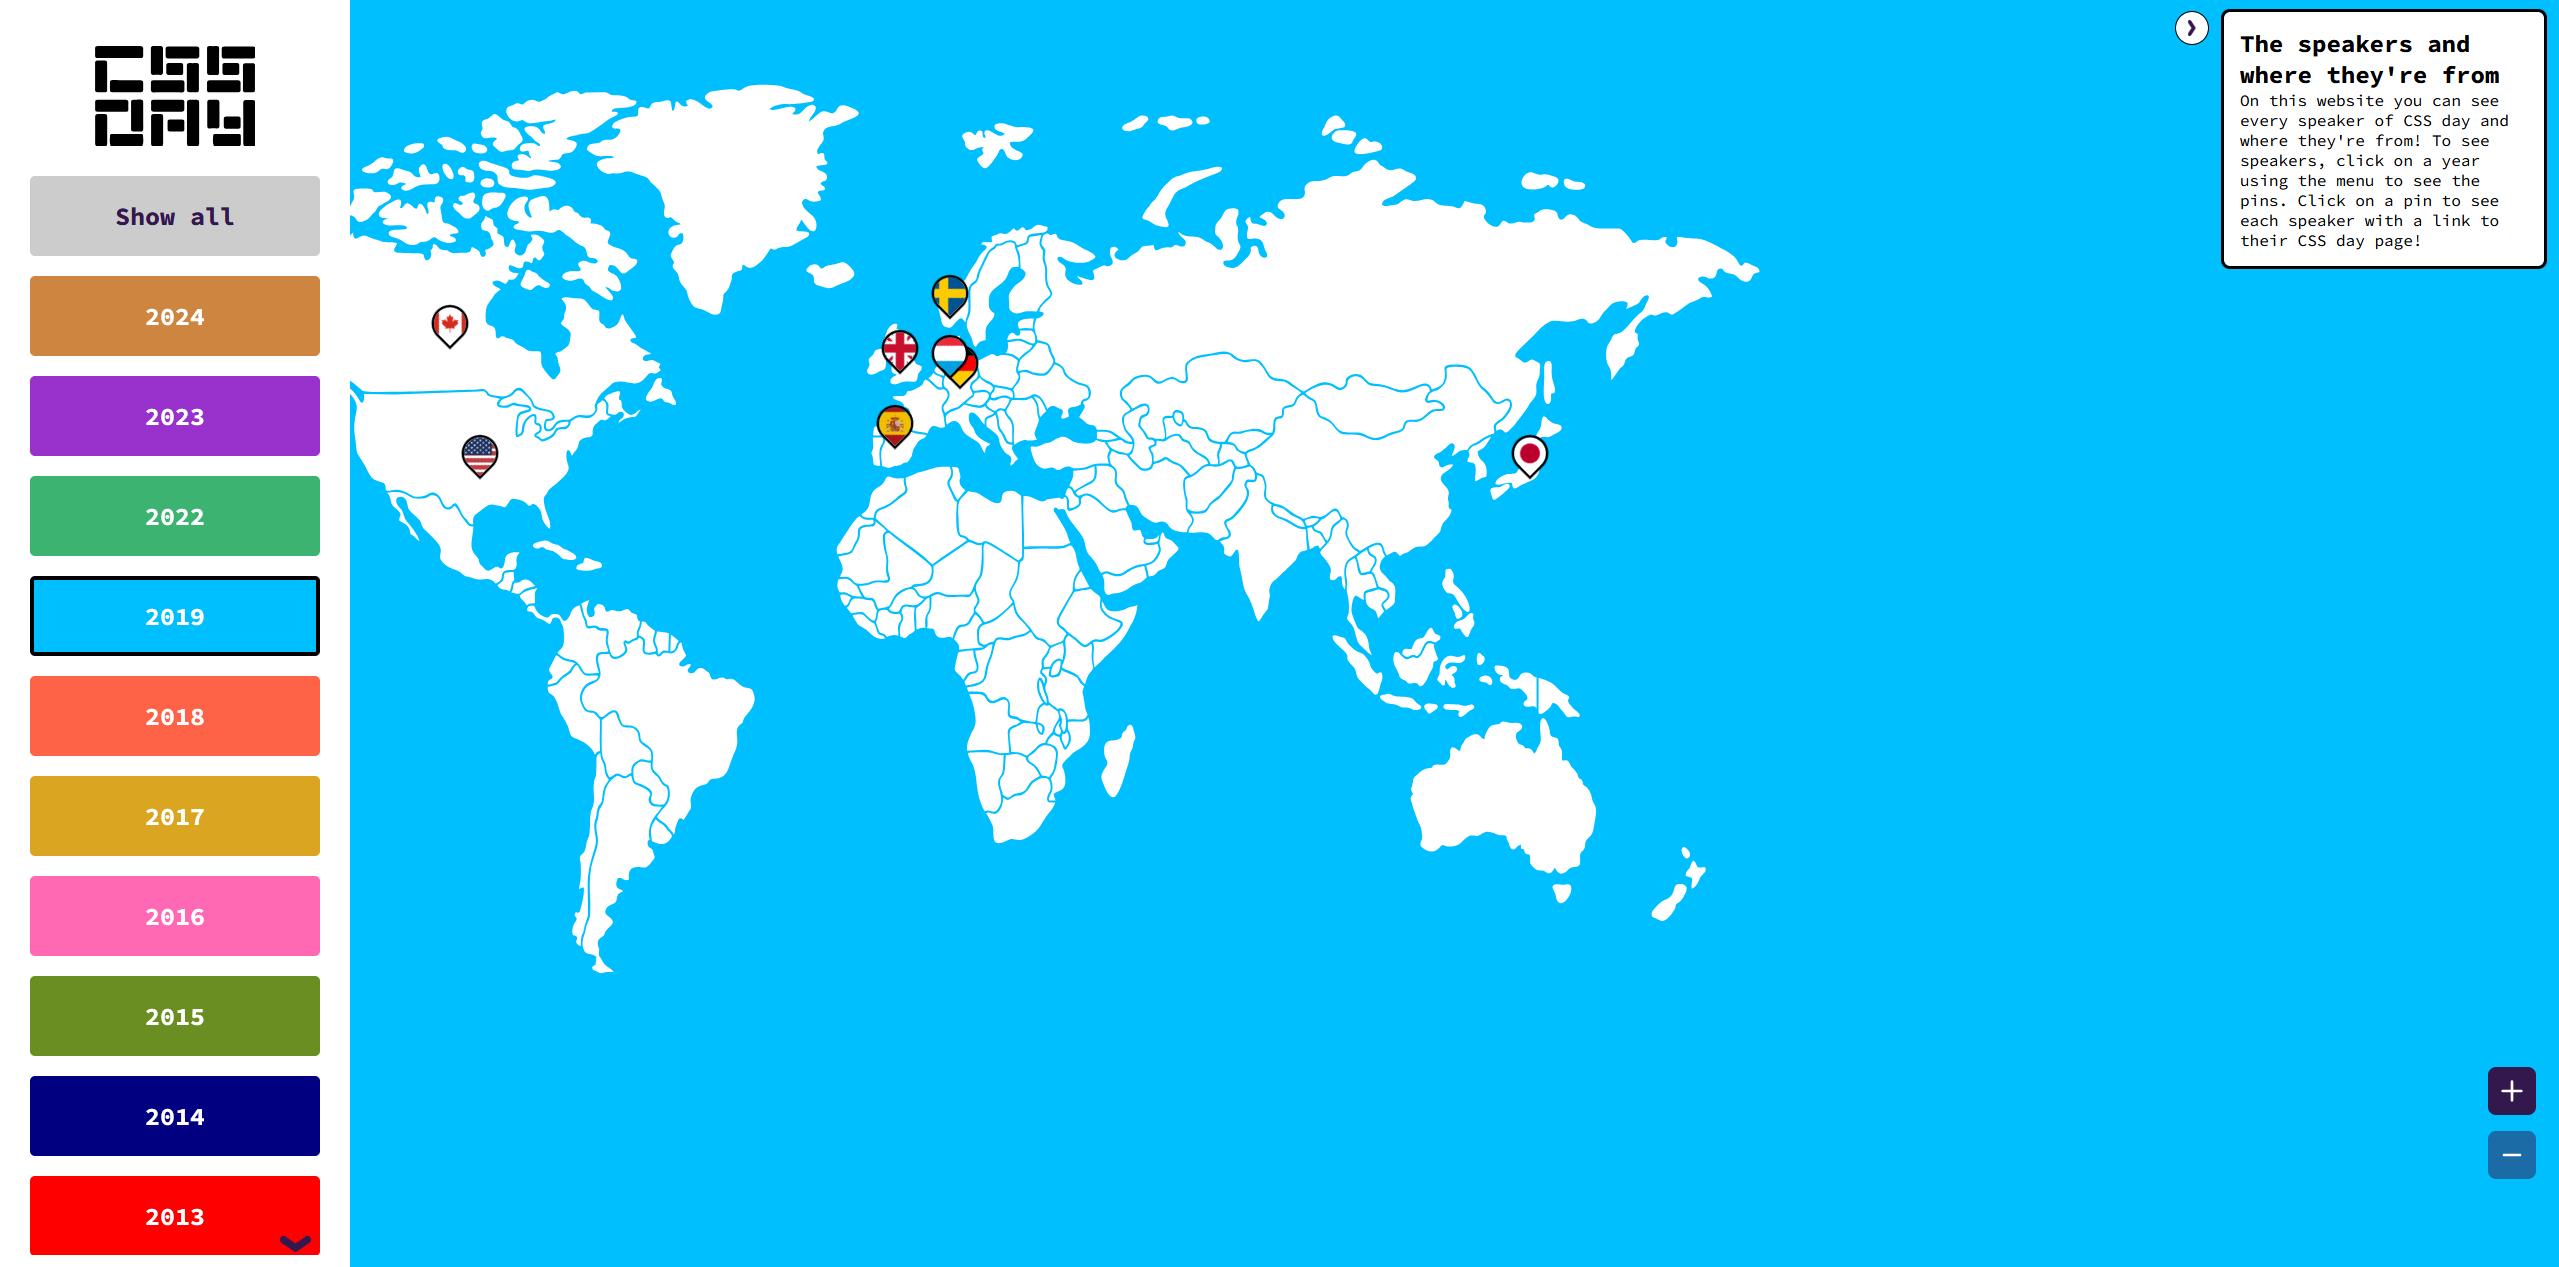 CSS
DAY
Show all
2024
2023
2022
2019
2018
2017
2016
2015
2014
2013
The speakers and
where they're from
On this website you can see
every speaker of CSS day and
where they're from! To see
speakers, click on a year
using the menu to see the
pins. Click on a pin to see
each speaker with a link to
their CSS day page!